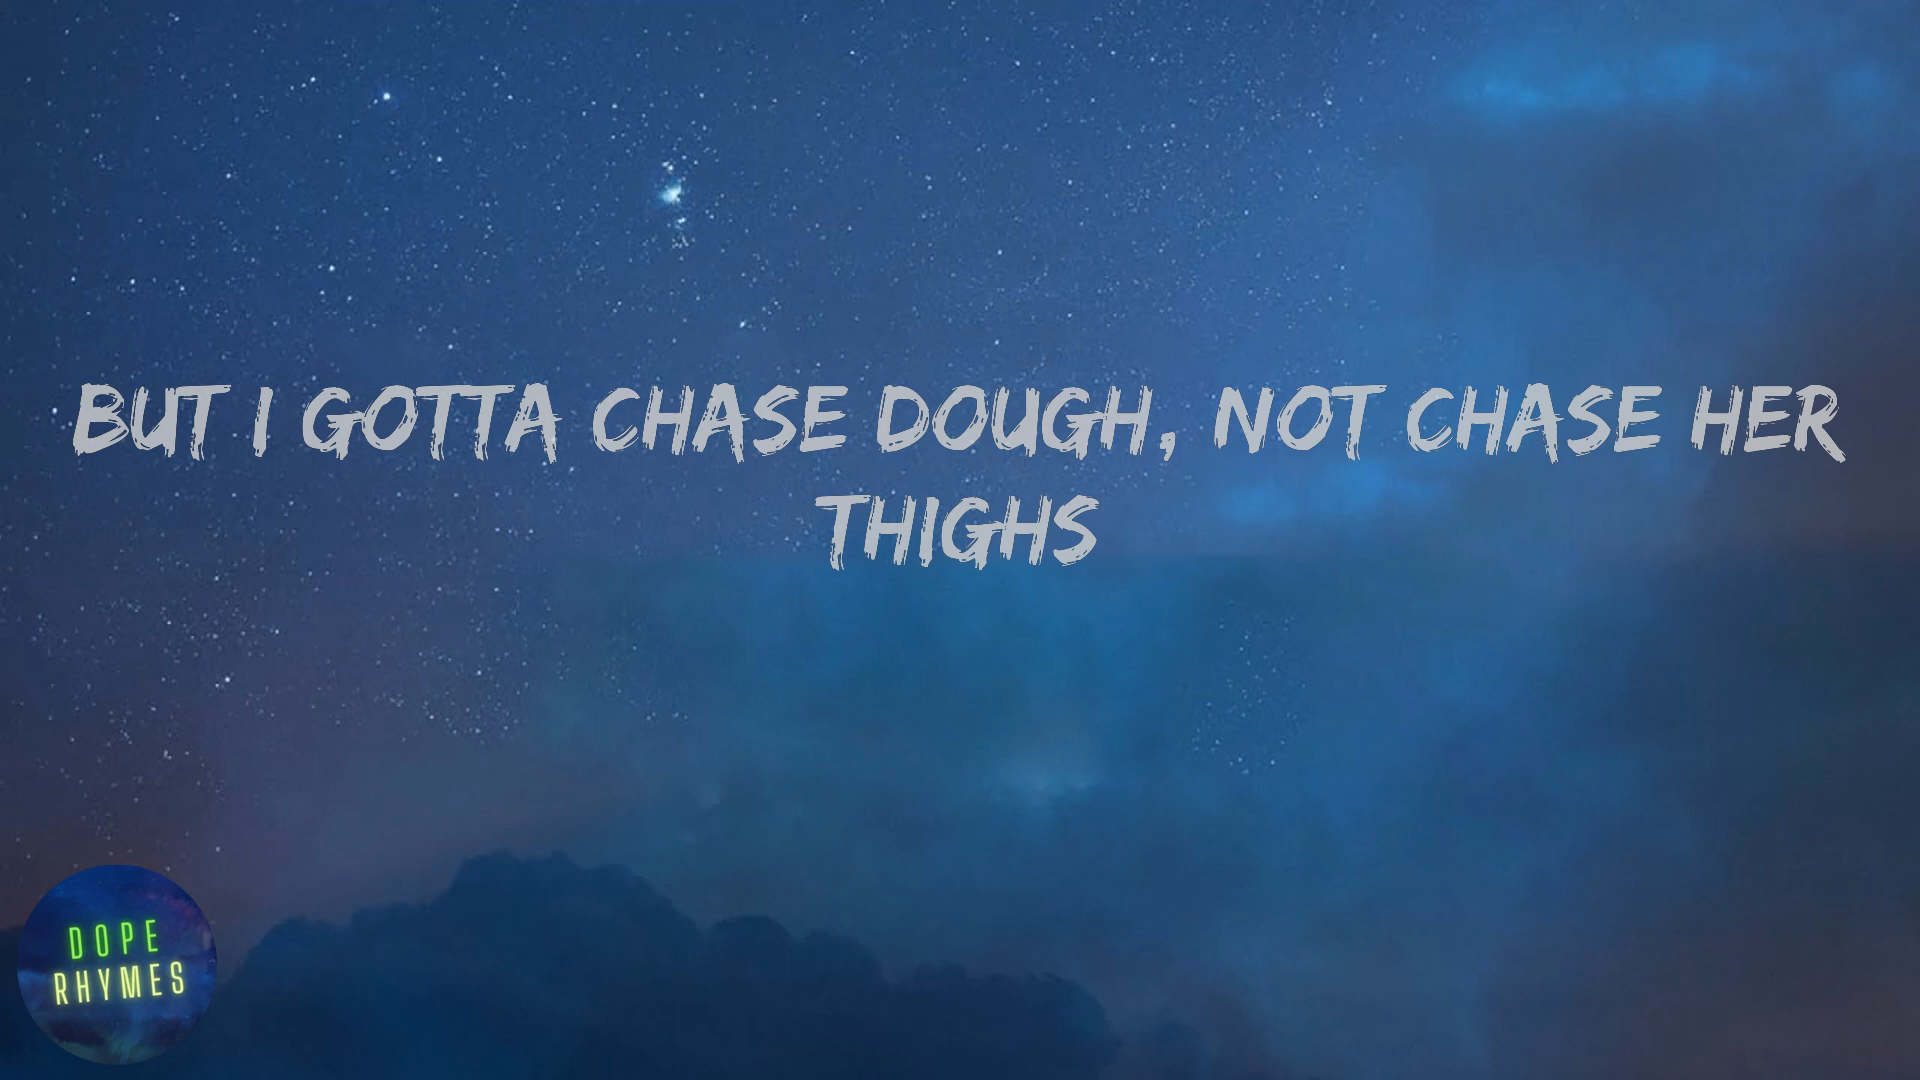 BUT I GOTTA CHASE DOUGH, NOT CHASE HER
THIGHS
DOPE
RHYMES